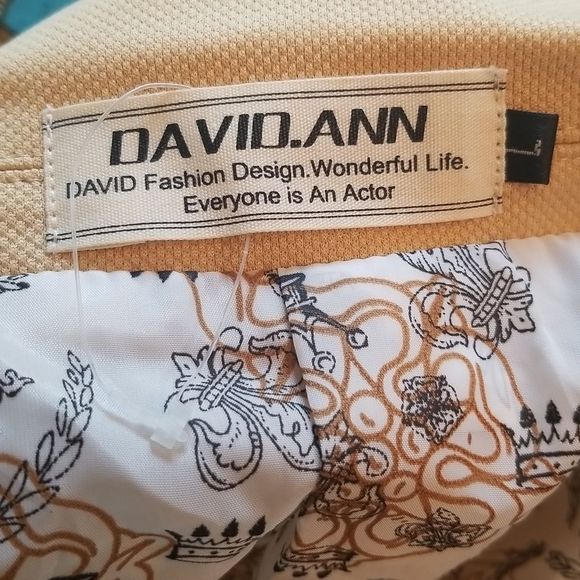 DAVID.ANN
DAVID Fashion Design.Wonderful Life.
Everyone is An Actor
L